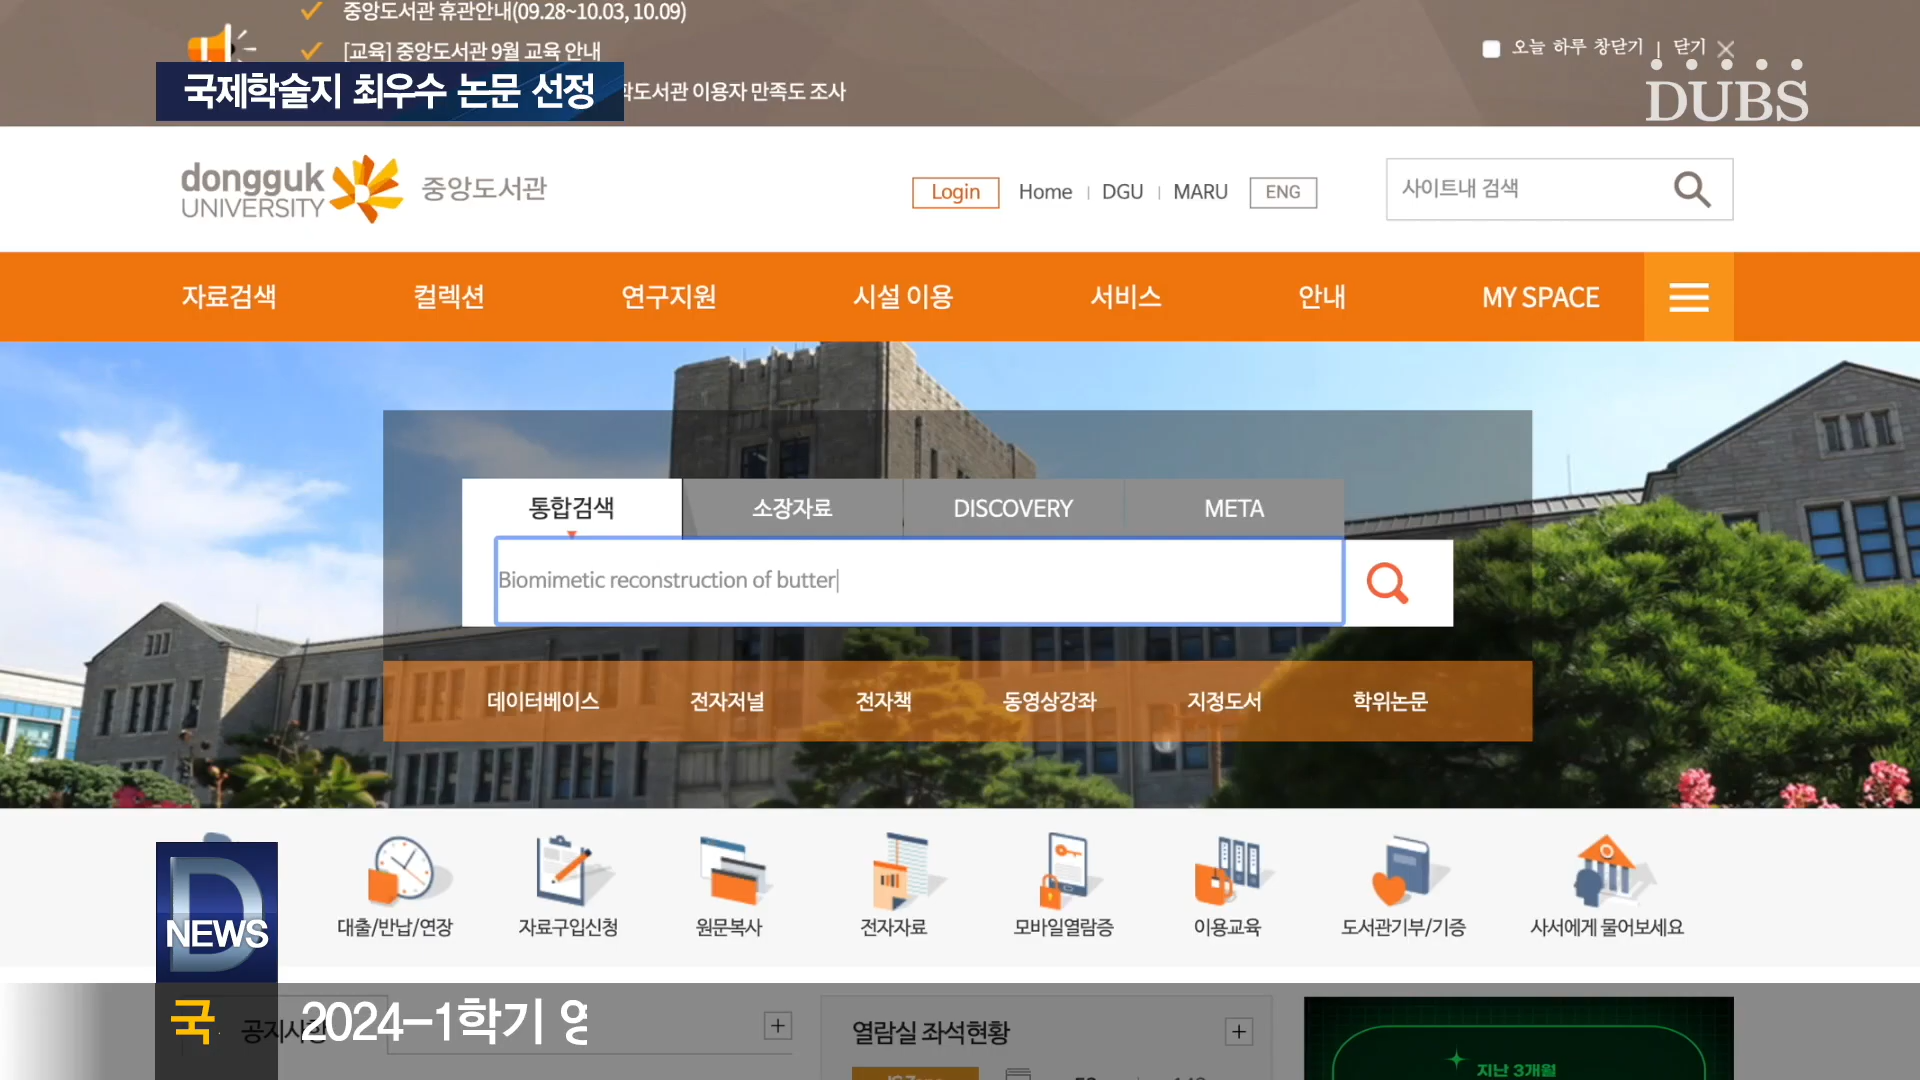 중앙도서관 휴관안내(09.28~10.03, 10.09)
[교육] 중앙도서관 9월 교육 안내
오늘 하루 창닫기 | 닫기
국제학술지 최우수 논문 선정
도서관 이용자 만족도 조사
DUBS
dongguk UNIVERSITY 중앙도서관
Login Home DGU MARU ENG
사이트내 검색
자료검색 컬렉션 연구지원 시설 이용 서비스 안내 MY SPACE
통합검색 소장자료 DISCOVERY META
Biomimetic reconstruction of butter
데이터베이스 전자저널 전자책 동영상강좌 지정도서 학위논문
대출/반납/연장 자료구입신청 원문복사 전자자료 모바일열람증 이용교육 도서관기부/기증 사서에게 물어보세요
D NEWS
국 2024-1학기
공지사항
열람실 좌석현황
지난 3개월